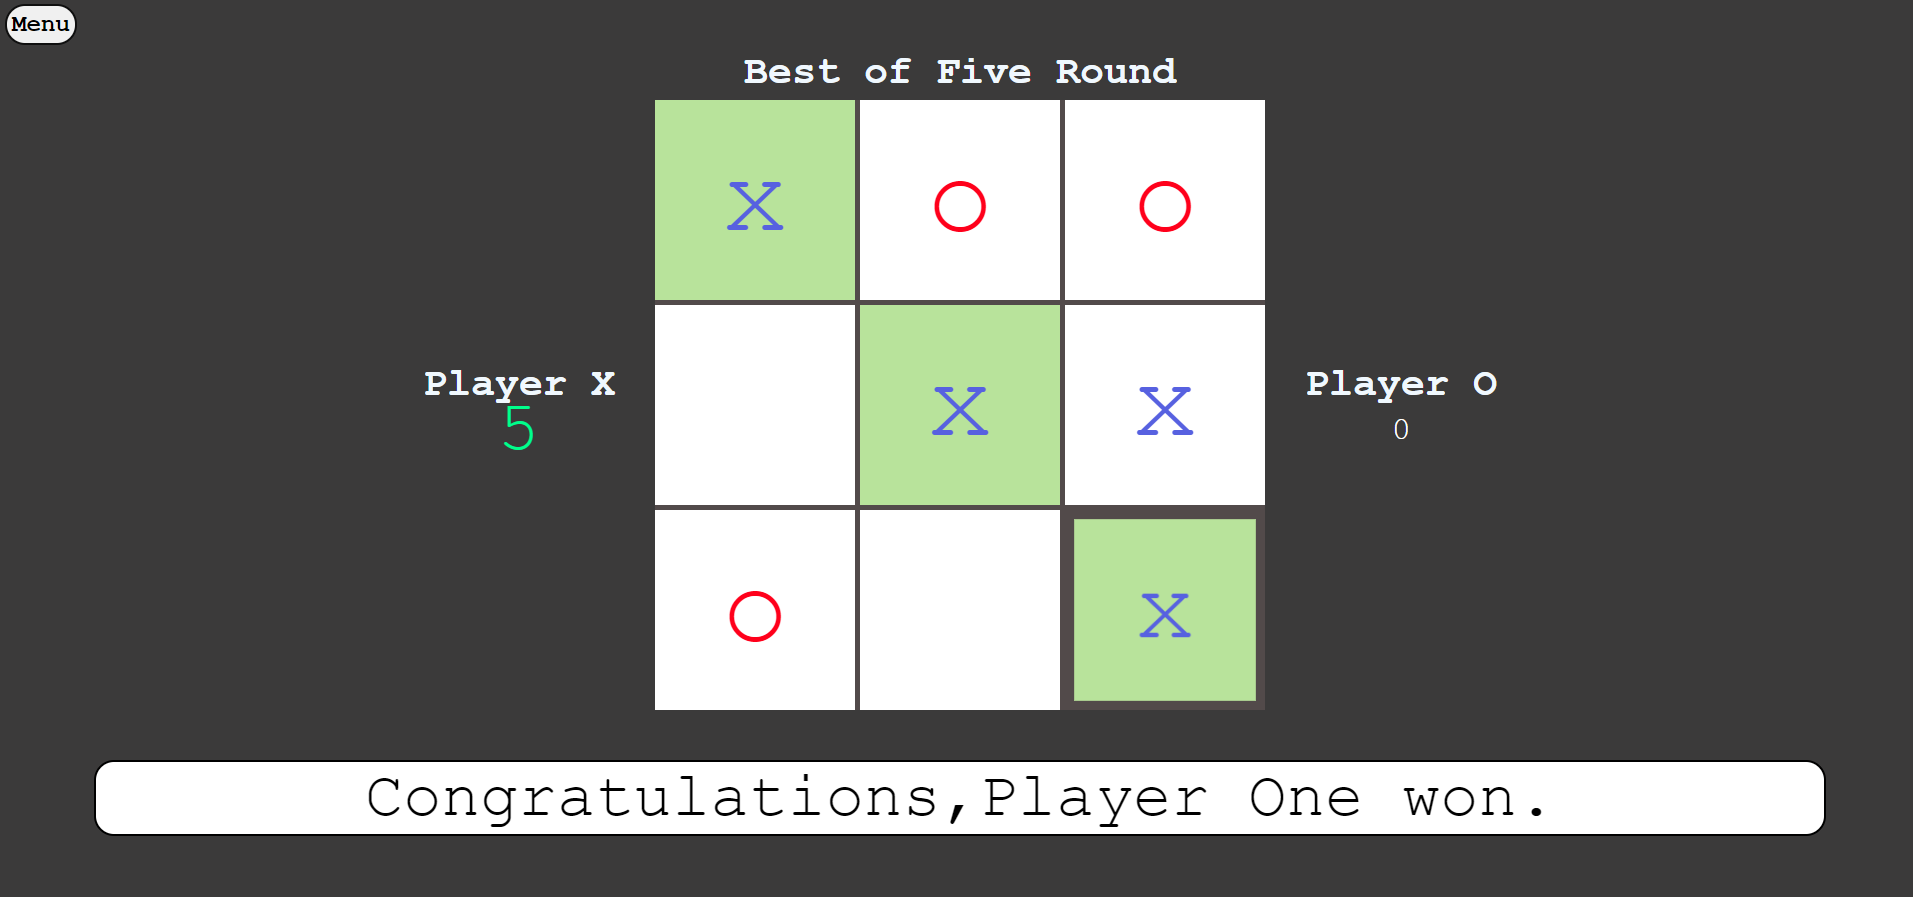 Menu
Best of Five Round
X O O
Player X
5
X X
Player O
0
O X
Congratulations,Player One won.